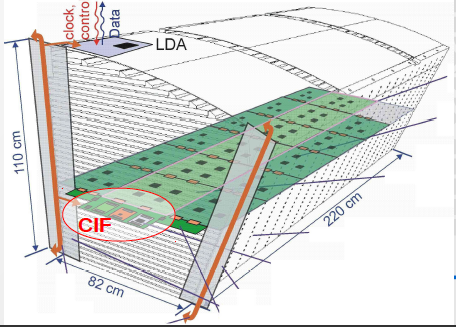 clock,
contro
Data
LDA
110 cm
CIF
82 cm
220 cm